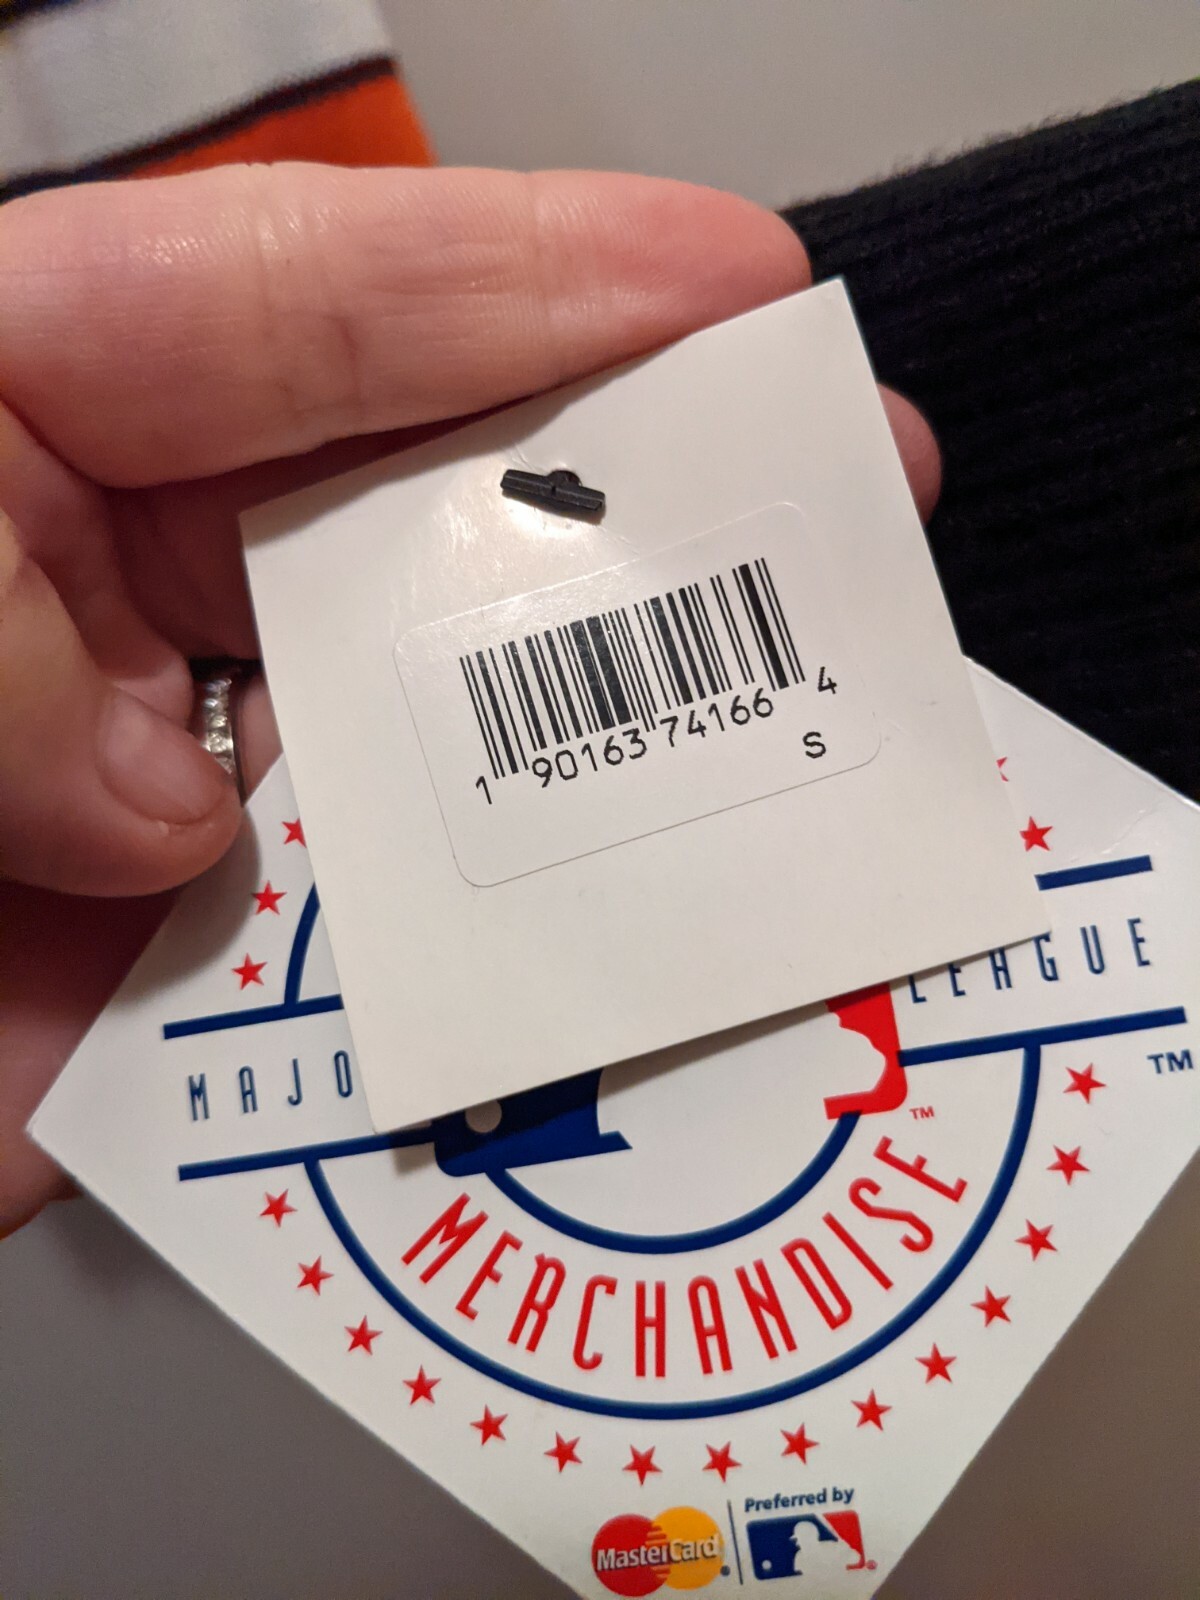 1 90163 74166 4
S
LEAGUE
MAJO
TM
TM
MERCHANDISE
Preferred by
MasterCard